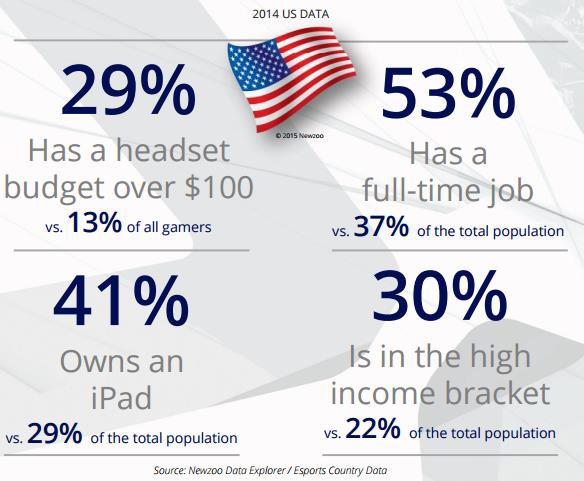 2014 US DATA
29%
Has a headset
budget over $100
vs. 13% of all gamers
© 2015 Newzoo
53%
Has a
full-time job
vs. 37% of the total population
41%
Owns an
iPad
vs. 29% of the total population
30%
Is in the high
income bracket
vs. 22% of the total population
Source: Newzoo Data Explorer / Esports Country Data